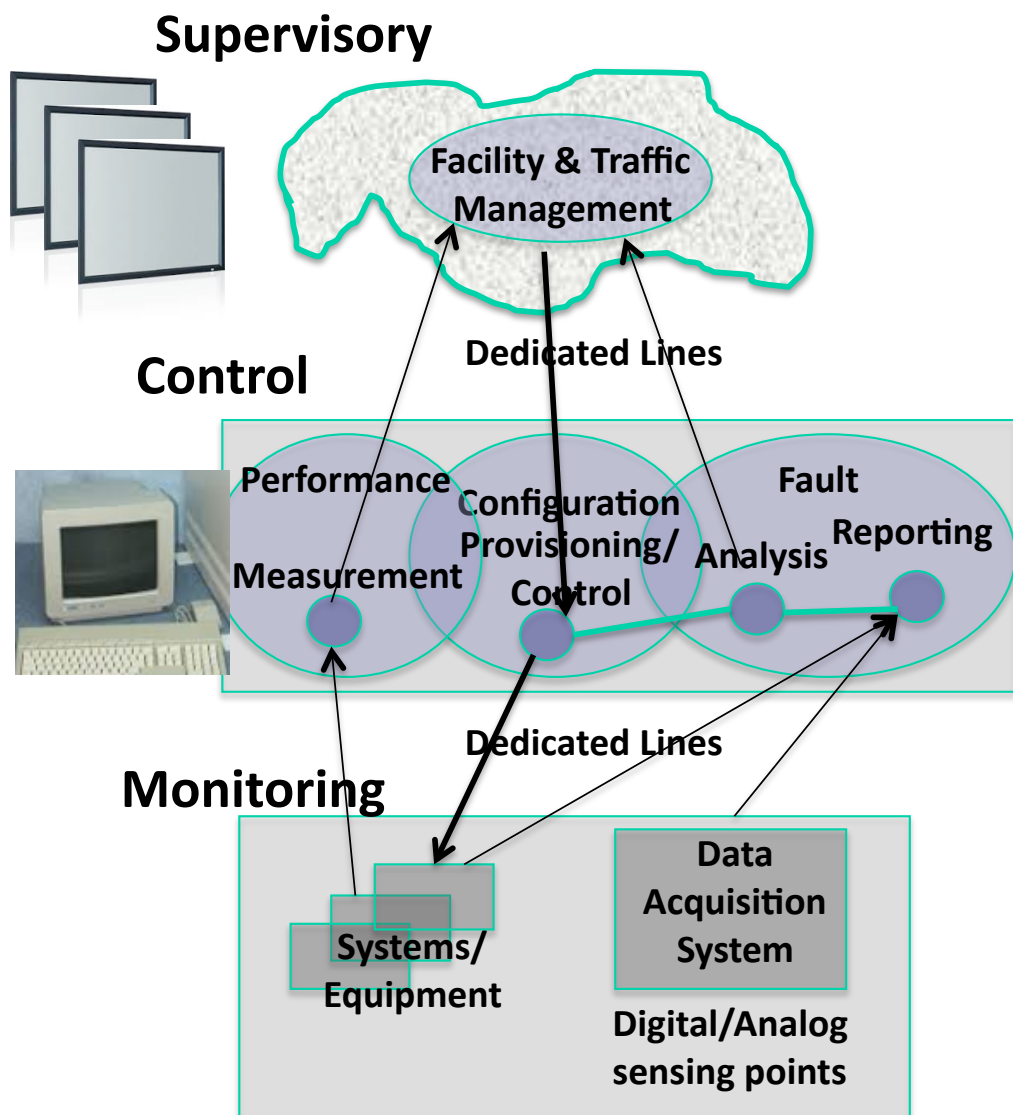 Supervisory
Facility & Traffic
Management
Dedicated Lines
Control
Performance
Measurement
Configuration
Provisioning/
Control
Fault
Analysis
Reporting
Dedicated Lines
Monitoring
Systems/
Equipment
Data
Acquisition
System
Digital/Analog
sensing points